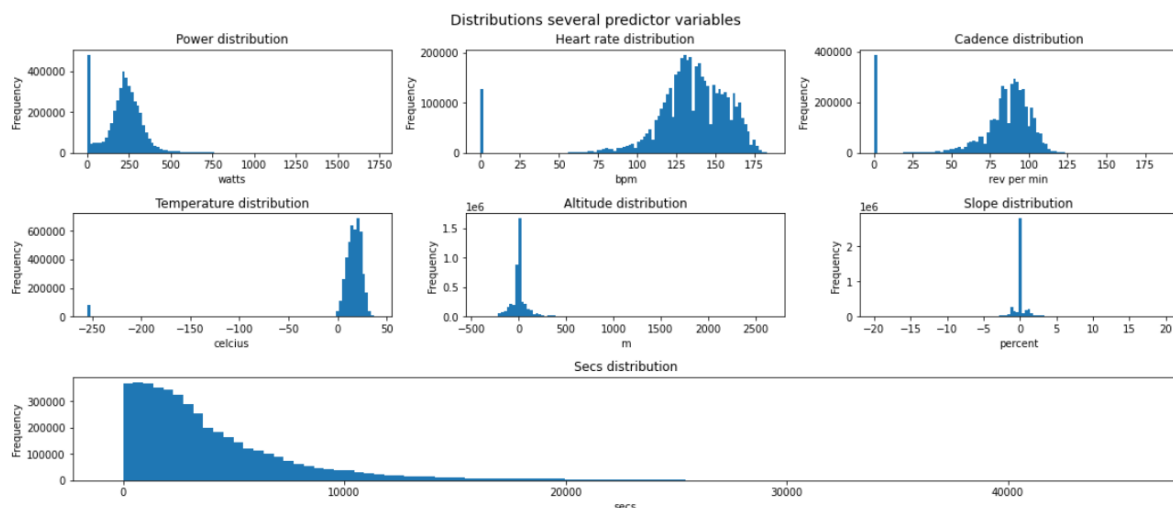 Distributions several predictor variables
Power distribution
Heart rate distribution
Cadence distribution
Frequency
400000
200000
0
0 250 500 750 1000 1250 1500 1750
watts
Frequency
200000
100000
0
0 25 50 75 100 125 150 175
bpm
Frequency
400000
200000
0
0 25 50 75 100 125 150 175
rev per min
Temperature distribution
Altitude distribution
Slope distribution
Frequency
600000
400000
200000
0
-250 -200 -150 -100 -50 0 50
celcius
1e6
Frequency
1.5
1.0
0.5
0.0
-500 0 500 1000 1500 2000 2500
m
1e6
Frequency
2
1
0
-20 -15 -10 -5 0 5 10 15 20
percent
Secs distribution
Frequency
300000
200000
100000
0
0 10000 20000 30000 40000
secs